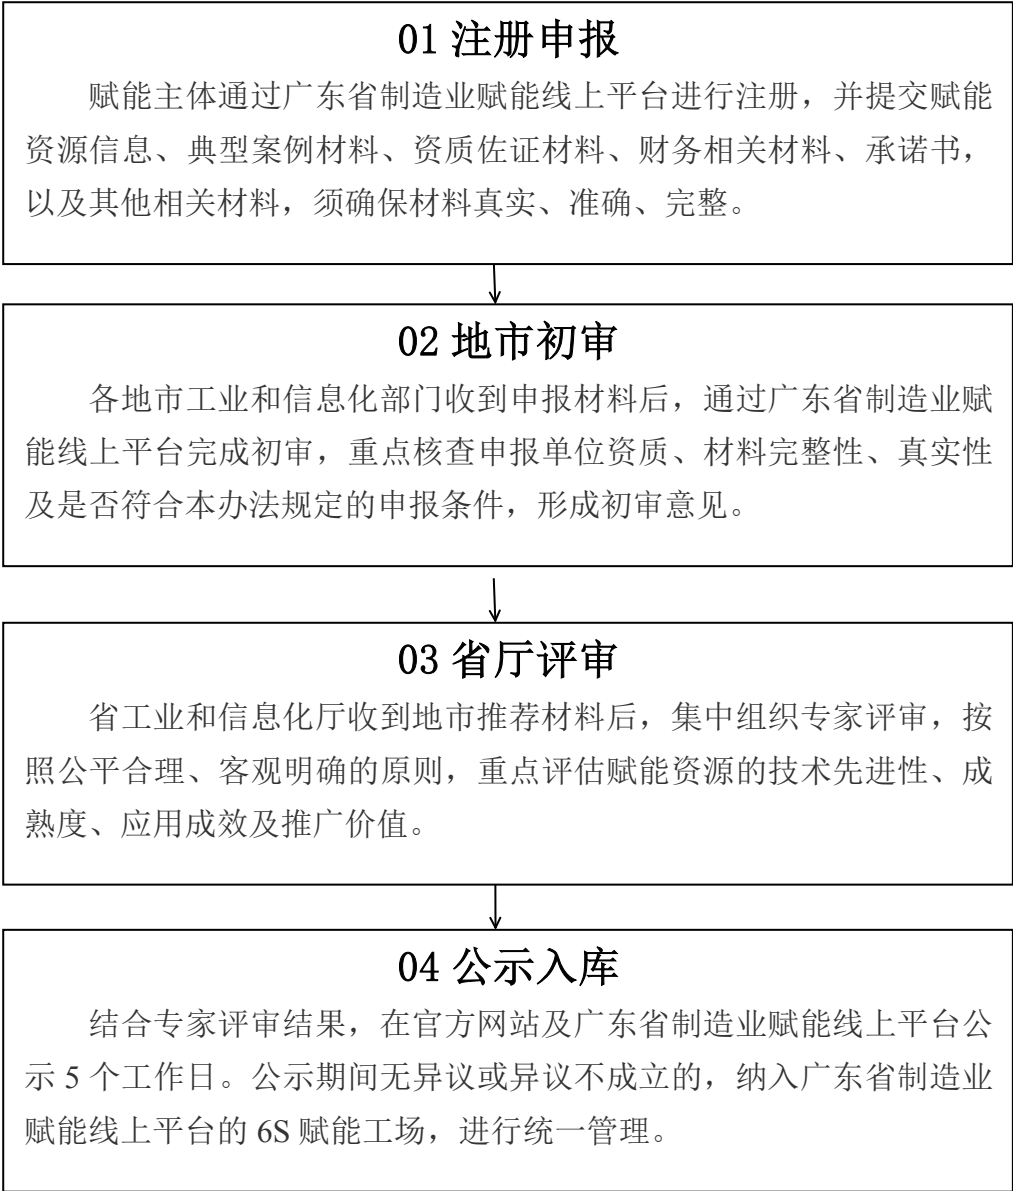 01 注册申报
赋能主体通过广东省制造业赋能线上平台进行注册，并提交赋能
资源信息、典型案例材料、资质佐证材料、财务相关材料、承诺书，
以及其他相关材料，须确保材料真实、准确、完整。
02 地市初审
各地市工业和信息化部门收到申报材料后，通过广东省制造业赋
能线上平台完成初审，重点核查申报单位资质、材料完整性、真实性
及是否符合本办法规定的申报条件，形成初审意见。
03 省厅评审
省工业和信息化厅收到地市推荐材料后，集中组织专家评审，按
照公平合理、客观明确的原则，重点评估赋能资源的技术先进性、成
熟度、应用成效及推广价值。
04 公示入库
结合专家评审结果，在官方网站及广东省制造业赋能线上平台公
示 5 个工作日。公示期间无异议或异议不成立的，纳入广东省制造业
赋能线上平台的 6S 赋能工场，进行统一管理。